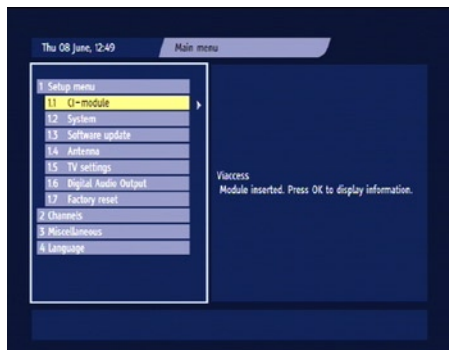 Thu 08 June, 12:49 Main menu
1 Setup menu
1.1 CI-module
1.2 System
1.3 Software update
1.4 Antenna
1.5 TV settings
1.6 Digital Audio Output
1.7 Factory reset
2 Channels
3 Miscellaneous
4 Language
Viaccess
Module inserted. Press OK to display information.